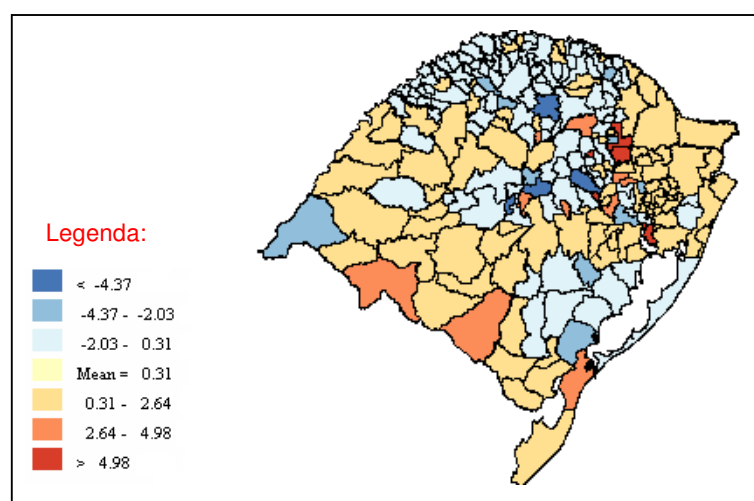 Legenda:
< -4.37
-4.37 - -2.03
-2.03 - 0.31
Mean = 0.31
0.31 - 2.64
2.64 - 4.98
> 4.98